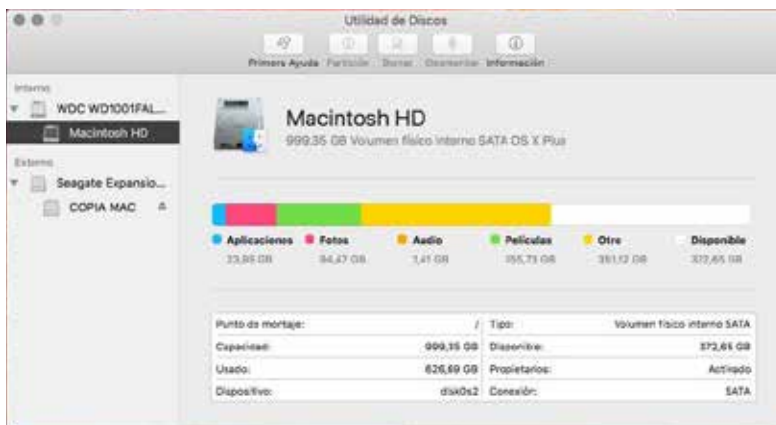 Utilidad de Discos
Primera Ayuda Partición Borrar Desmontar Información
Interno
WDC WD1001FAL...
Macintosh HD
Externo
Seagate Expansio...
COPIA MAC
Macintosh HD
999,35 GB Volumen físico interno SATA OS X Plus
Aplicaciones Fotos Audio Películas Otro Disponible
23,95 GB 94,47 GB 1,41 GB 155,73 GB 351,12 GB 372,65 GB
Punto de montaje: / Tipo: Volumen físico interno SATA
Capacidad: 999,35 GB Disponible: 372,65 GB
Usado: 626,69 GB Propietarios: Activado
Dispositivo: disk0s2 Conexión: SATA